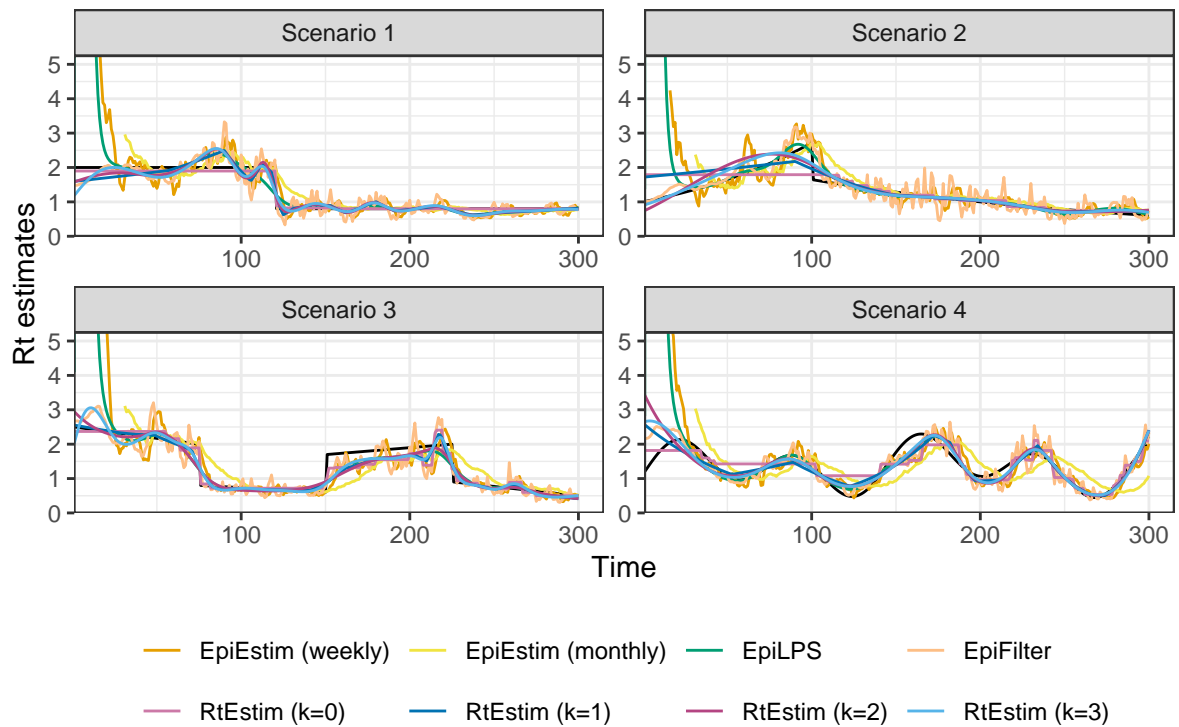 Scenario 1
Scenario 2
5
4
3
2
1
0
100
200
300
5
4
3
2
1
0
100
200
300
Scenario 3
Scenario 4
5
4
3
2
1
0
100
200
300
5
4
3
2
1
0
100
200
300
Rt estimates
Time
EpiEstim (weekly)
EpiEstim (monthly)
EpiLPS
EpiFilter
RtEstim (k=0)
RtEstim (k=1)
RtEstim (k=2)
RtEstim (k=3)